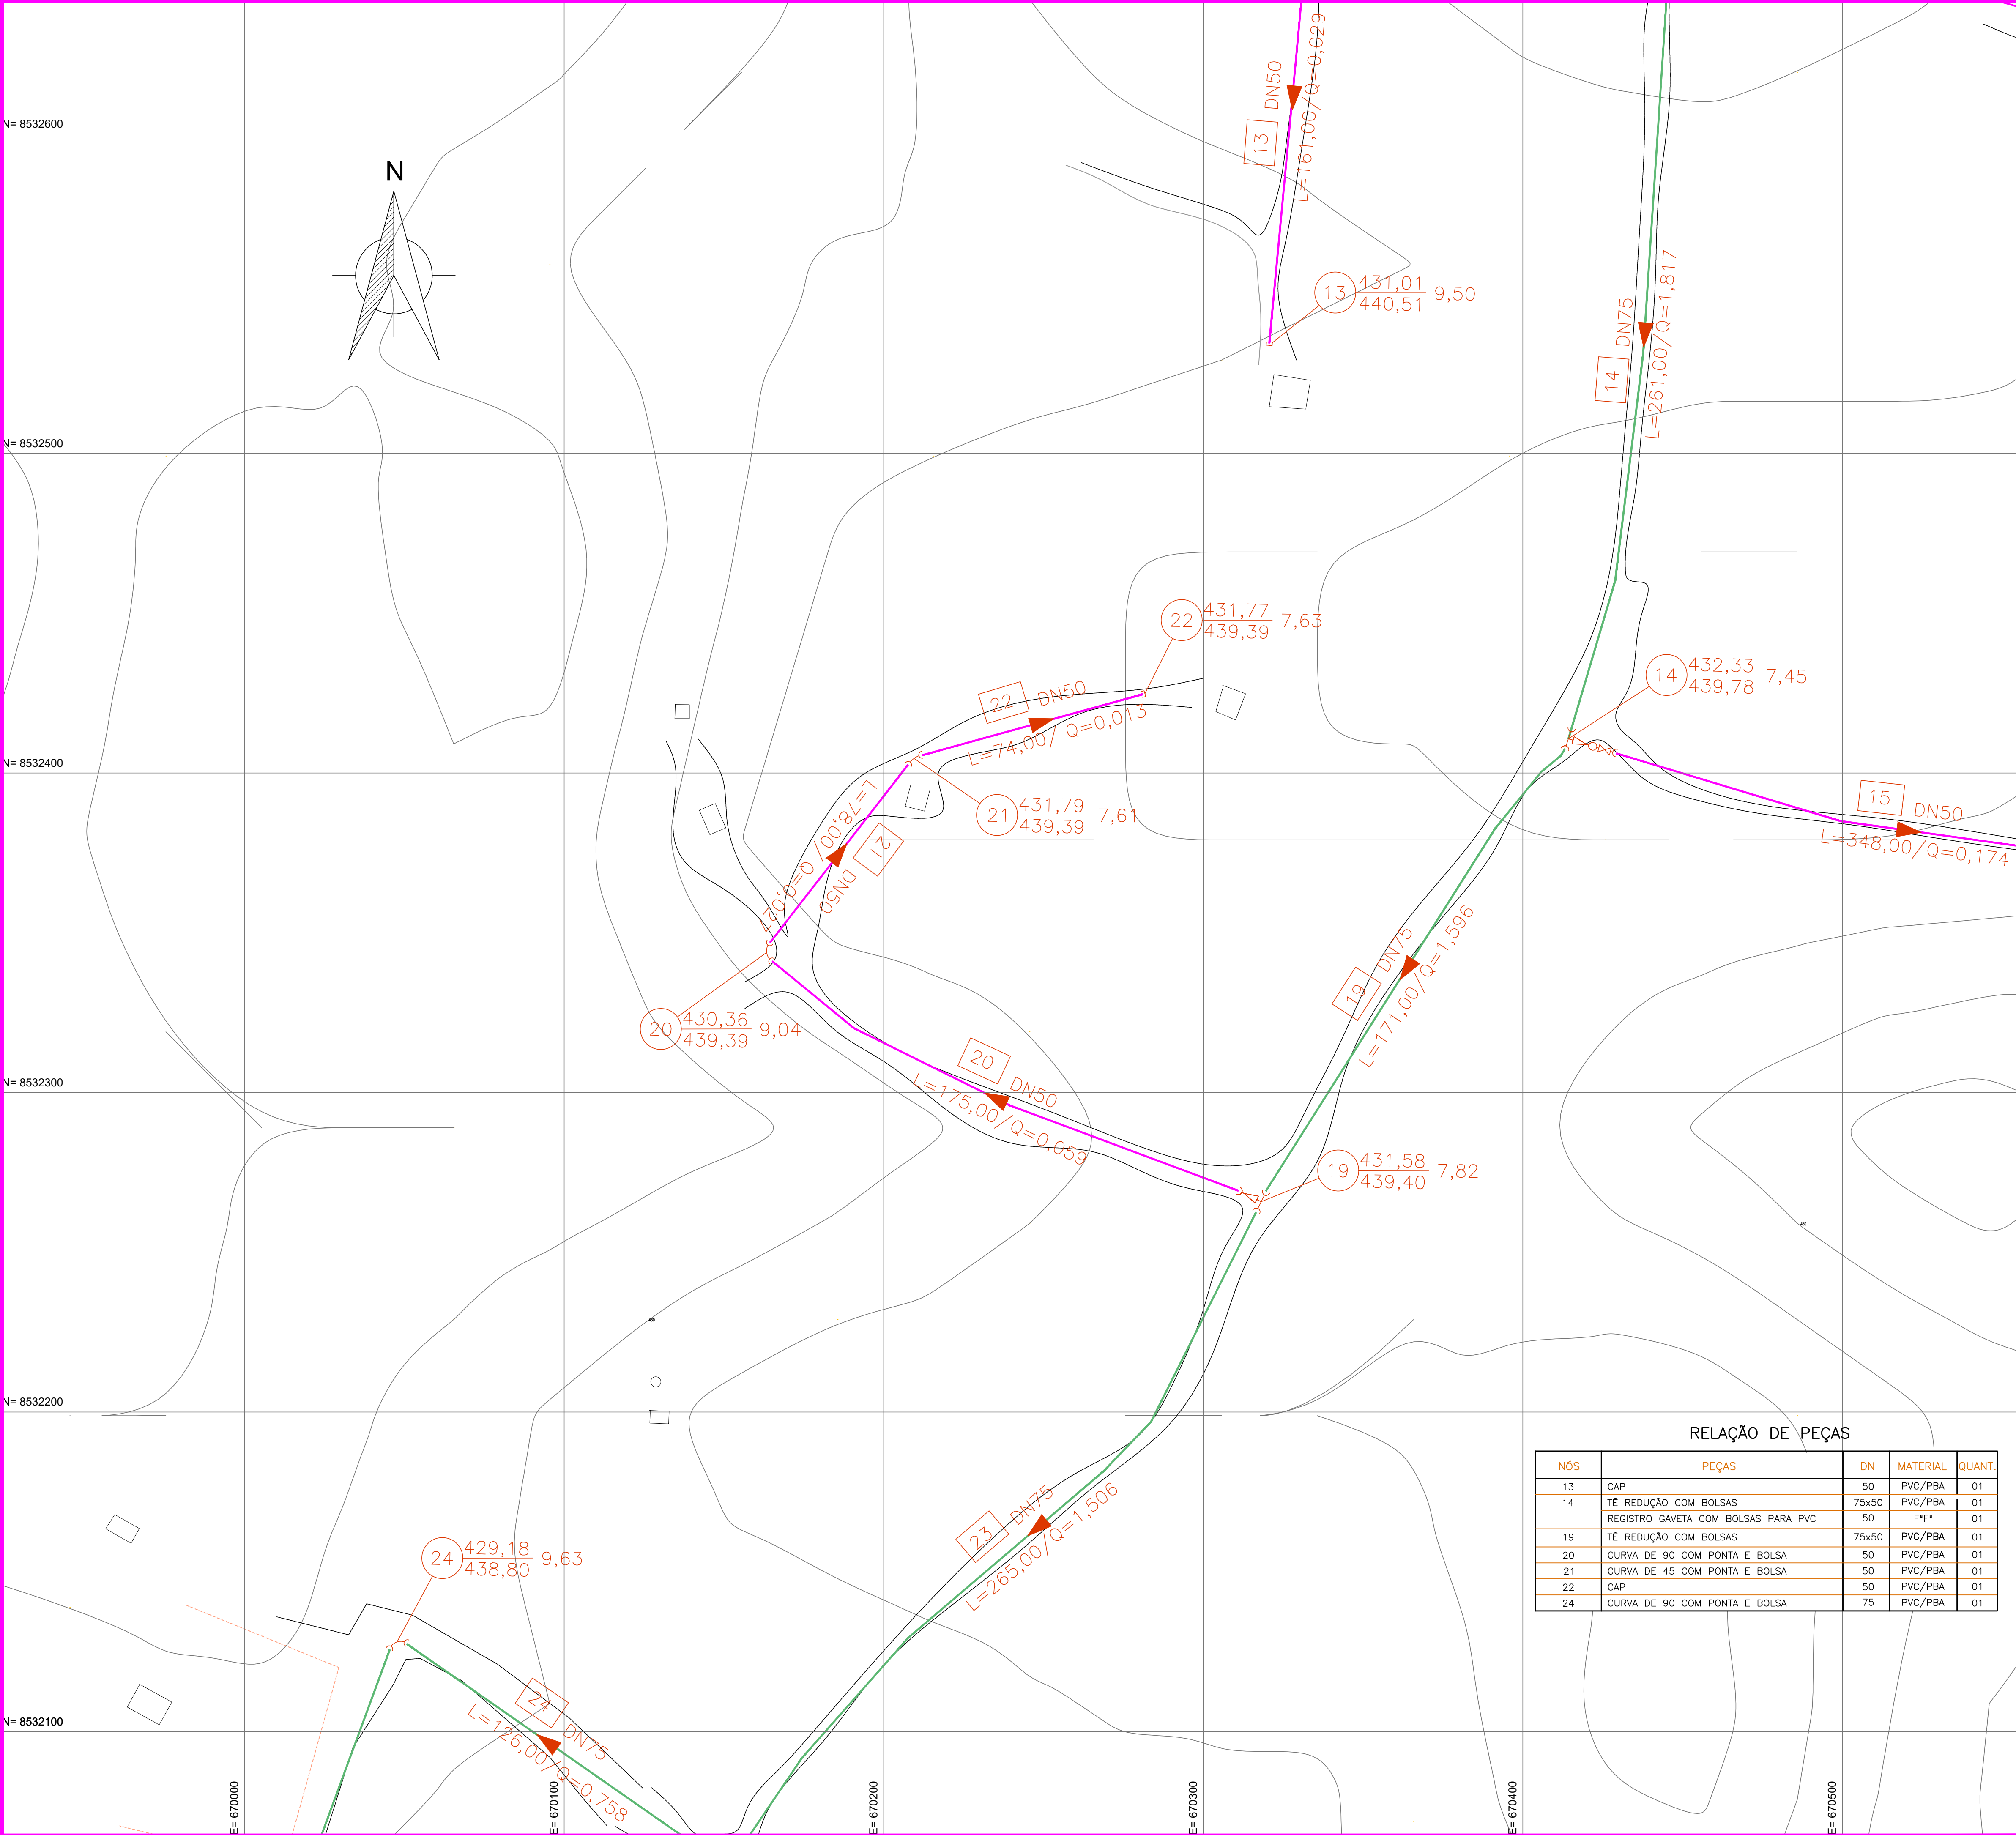 N= 8532600
N
13 DN50
L=161,00/Q=0,029
13 431,01 9,50
440,51
14 DN75
L=261,00/Q=1,817
N= 8532500
22 431,77 7,63
439,39
22 DN50
L=74,00/ Q=0,013
14 432,33 7,45
439,78
N= 8532400
21 431,79 7,61
439,39
15 DN50
L=348,00/Q=0,174
21 DN50
L=78,00/ Q=0,027
19 DN75
L=171,00/Q=1,596
20 430,36 9,04
439,39
20 DN50
L=175,00/Q=0,059
N= 8532300
19 431,58 7,82
439,40
430
430
N= 8532200
RELAÇÃO DE PEÇAS
NÓS PEÇAS DN MATERIAL QUANT.
13 CAP 50 PVC/PBA 01
14 TÊ REDUÇÃO COM BOLSAS 75x50 PVC/PBA 01
REGISTRO GAVETA COM BOLSAS PARA PVC 50 F°F° 01
19 TÊ REDUÇÃO COM BOLSAS 75x50 PVC/PBA 01
20 CURVA DE 90 COM PONTA E BOLSA 50 PVC/PBA 01
21 CURVA DE 45 COM PONTA E BOLSA 50 PVC/PBA 01
22 CAP 50 PVC/PBA 01
24 CURVA DE 90 COM PONTA E BOLSA 75 PVC/PBA 01
23 DN75
L=265,00/Q=1,506
24 429,18 9,63
438,80
24 DN75
L=126,00/Q=0,758
N= 8532100
E= 670000
E= 670100
E= 670200
E= 670300
E= 670400
E= 670500